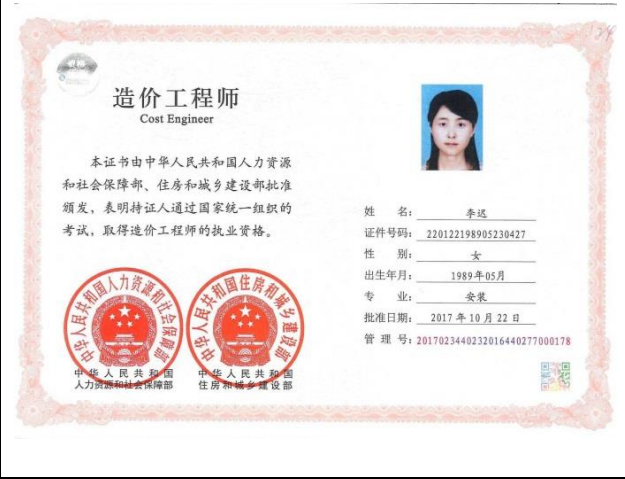 造价工程师
Cost Engineer
本证书由中华人民共和国人力资源
和社会保障部、住房和城乡建设部批准
颁发，表明持证人通过国家统一组织的
考试，取得造价工程师的执业资格。
中华人民共和国人力资源和社会保障部
中华人民共和国住房和城乡建设部
中华人民共和国
人力资源和社会保障部
中华人民共和国
住房和城乡建设部
姓 名： 李迟
证件号码： 220122198905230427
性 别： 女
出生年月： 1989年05月
专 业： 安装
批准日期： 2017年10月22日
管 理 号： 2017023440232016440277000178